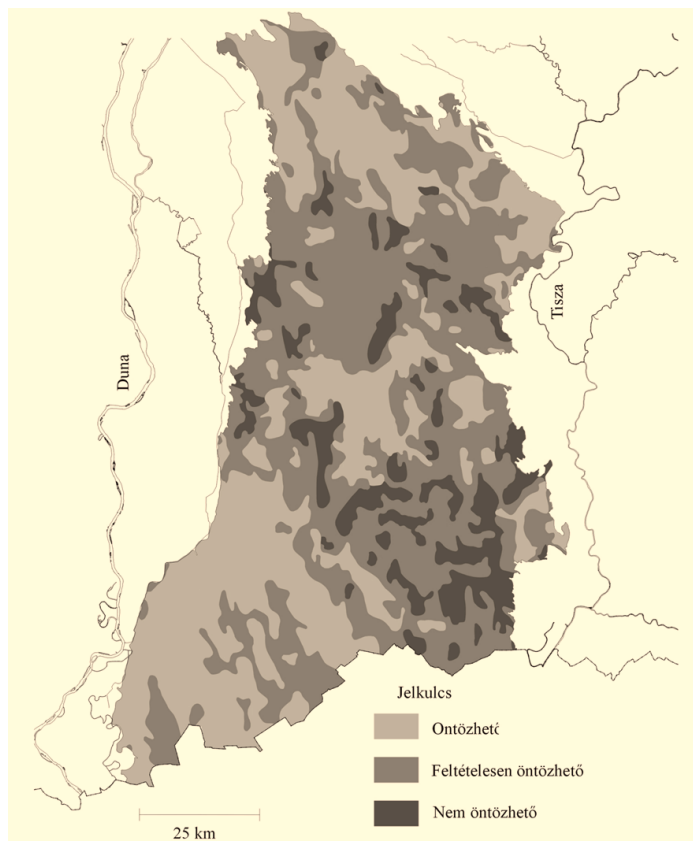 Duna
Tisza
Jelkulcs
Ontözhető
Feltételesen öntözhető
Nem öntözhető
25 km